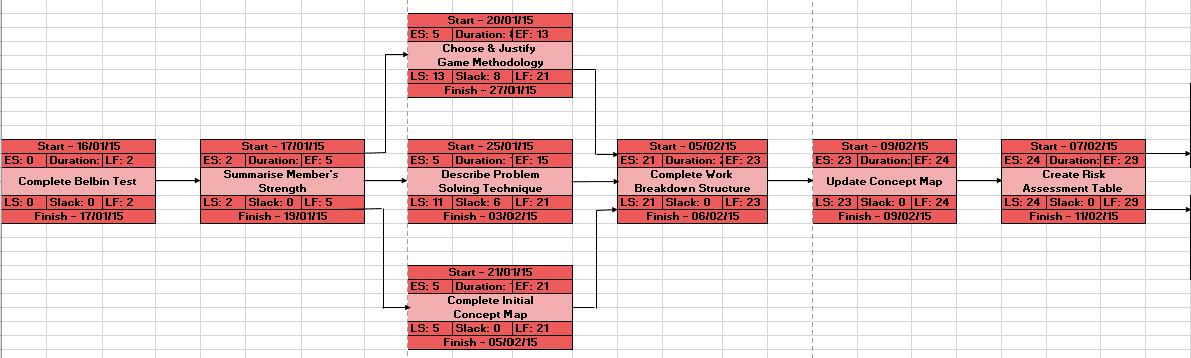 Start - 16/01/15
ES: 0 Duration: LF: 2
Complete Belbin Test
LS: 0 Slack: 0 LF: 2
Finish - 17/01/15
Start - 17/01/15
ES: 2 Duration: EF: 5
Summarise Member's
Strength
LS: 2 Slack: 0 LF: 5
Finish - 19/01/15
Start - 20/01/15
ES: 5 Duration: EF: 13
Choose & Justify
Game Methodology
LS: 13 Slack: 8 LF: 21
Finish - 27/01/15
Start - 25/01/15
ES: 5 Duration: EF: 15
Describe Problem
Solving Technique
LS: 11 Slack: 6 LF: 21
Finish - 03/02/15
Start - 21/01/15
ES: 5 Duration: EF: 21
Complete Initial
Concept Map
LS: 5 Slack: 0 LF: 21
Finish - 05/02/15
Start - 05/02/15
ES: 21 Duration: EF: 23
Complete Work
Breakdown Structure
LS: 21 Slack: 0 LF: 23
Finish - 06/02/15
Start - 09/02/15
ES: 23 Duration: EF: 24
Update Concept Map
LS: 23 Slack: 0 LF: 24
Finish - 09/02/15
Start - 07/02/15
ES: 24 Duration: EF: 29
Create Risk
Assessment Table
LS: 24 Slack: 0 LF: 29
Finish - 11/02/15